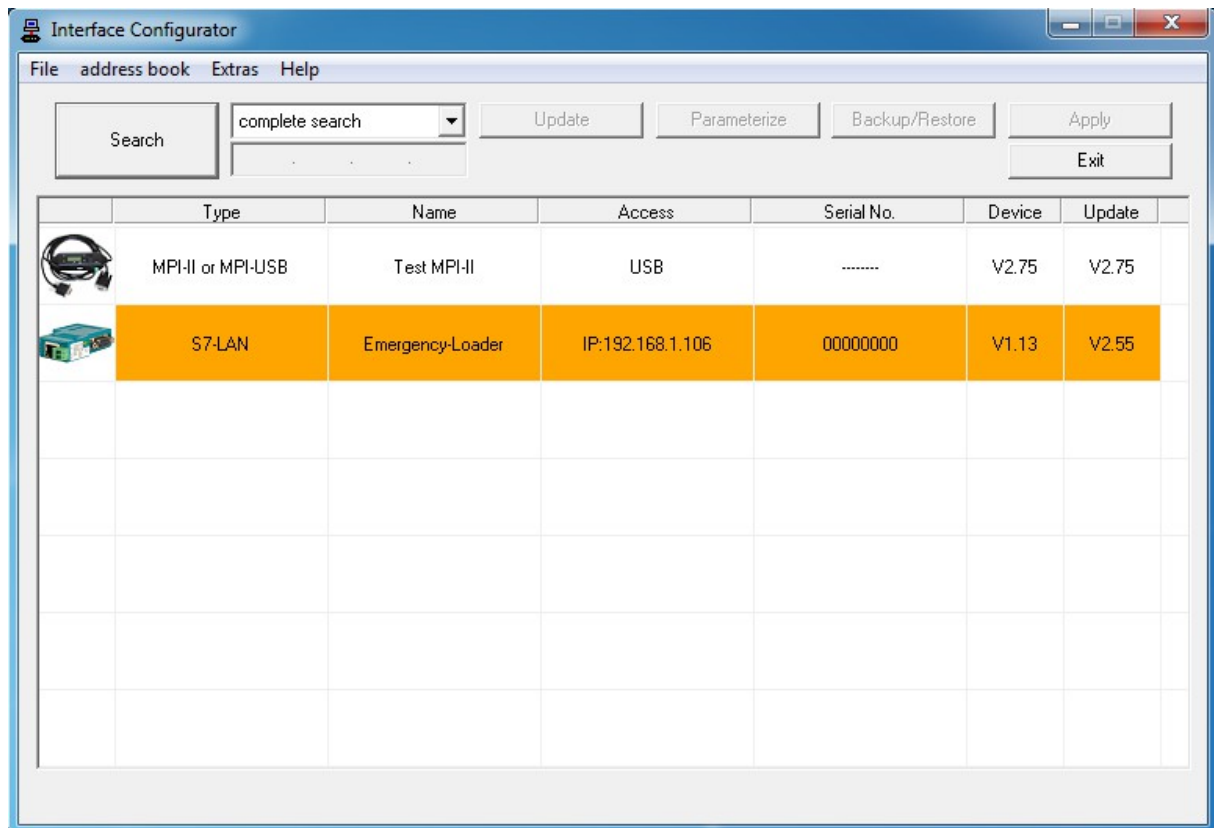 Interface Configurator
File address book Extras Help
Search complete search Update Parameterize Backup/Restore Apply
. . . Exit
Type Name Access Serial No. Device Update
MPI-II or MPI-USB Test MPI-II USB -------- V2.75 V2.75
S7-LAN Emergency-Loader IP:192.168.1.106 00000000 V1.13 V2.55